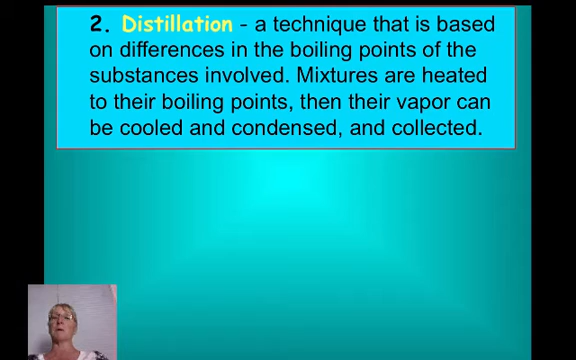 2. Distillation - a technique that is based
on differences in the boiling points of the
substances involved. Mixtures are heated
to their boiling points, then their vapor can
be cooled and condensed, and collected.